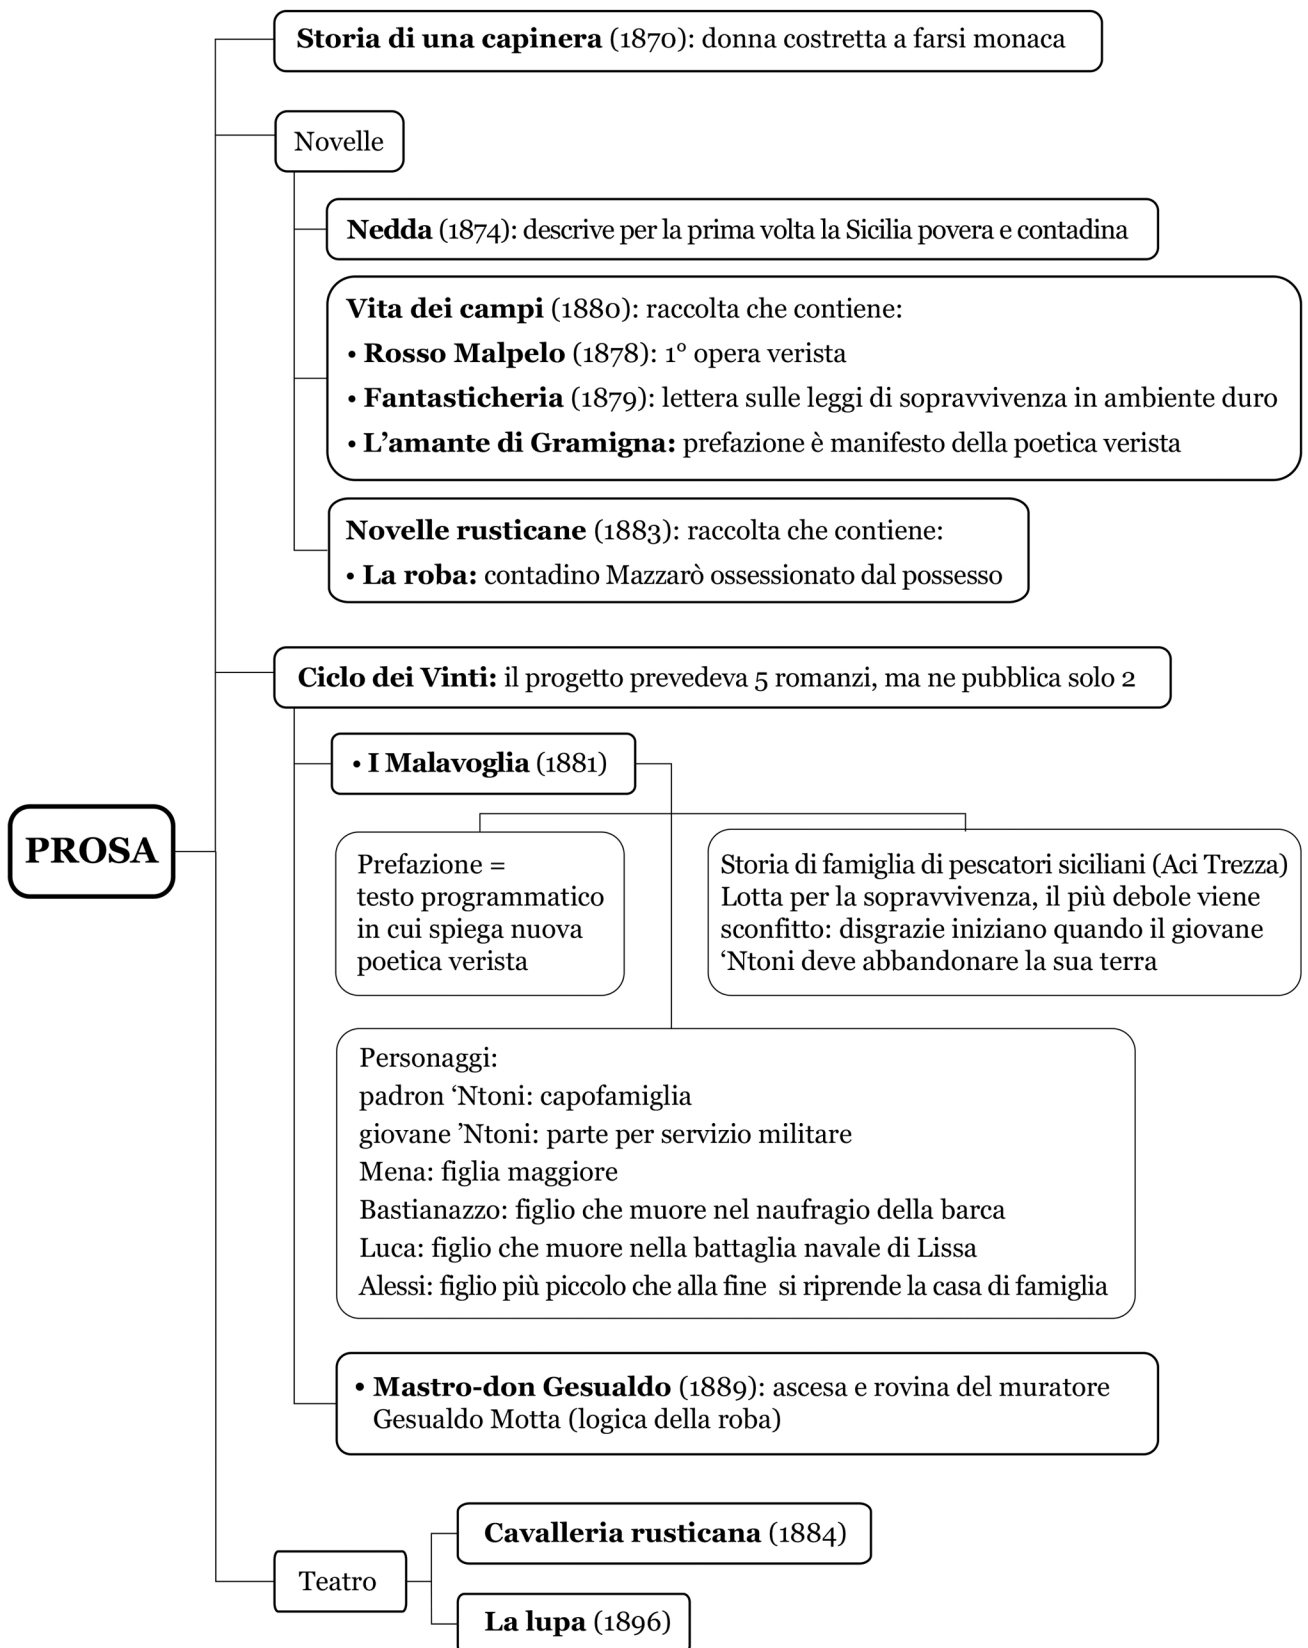 Storia di una capinera (1870): donna costretta a farsi monaca
Novelle
Nedda (1874): descrive per la prima volta la Sicilia povera e contadina
Vita dei campi (1880): raccolta che contiene:
• Rosso Malpelo (1878): 1° opera verista
• Fantasticheria (1879): lettera sulle leggi di sopravvivenza in ambiente duro
• L’amante di Gramigna: prefazione è manifesto della poetica verista
Novelle rusticane (1883): raccolta che contiene:
• La roba: contadino Mazzarò ossessionato dal possesso
Ciclo dei Vinti: il progetto prevedeva 5 romanzi, ma ne pubblica solo 2
• I Malavoglia (1881)
PROSA
Prefazione =
testo programmatico
in cui spiega nuova
poetica verista
Storia di famiglia di pescatori siciliani (Aci Trezza)
Lotta per la sopravvivenza, il più debole viene
sconfitto: disgrazie iniziano quando il giovane
‘Ntoni deve abbandonare la sua terra
Personaggi:
padron ‘Ntoni: capofamiglia
giovane ’Ntoni: parte per servizio militare
Mena: figlia maggiore
Bastianazzo: figlio che muore nel naufragio della barca
Luca: figlio che muore nella battaglia navale di Lissa
Alessi: figlio più piccolo che alla fine si riprende la casa di famiglia
• Mastro-don Gesualdo (1889): ascesa e rovina del muratore
Gesualdo Motta (logica della roba)
Cavalleria rusticana (1884)
Teatro
La lupa (1896)